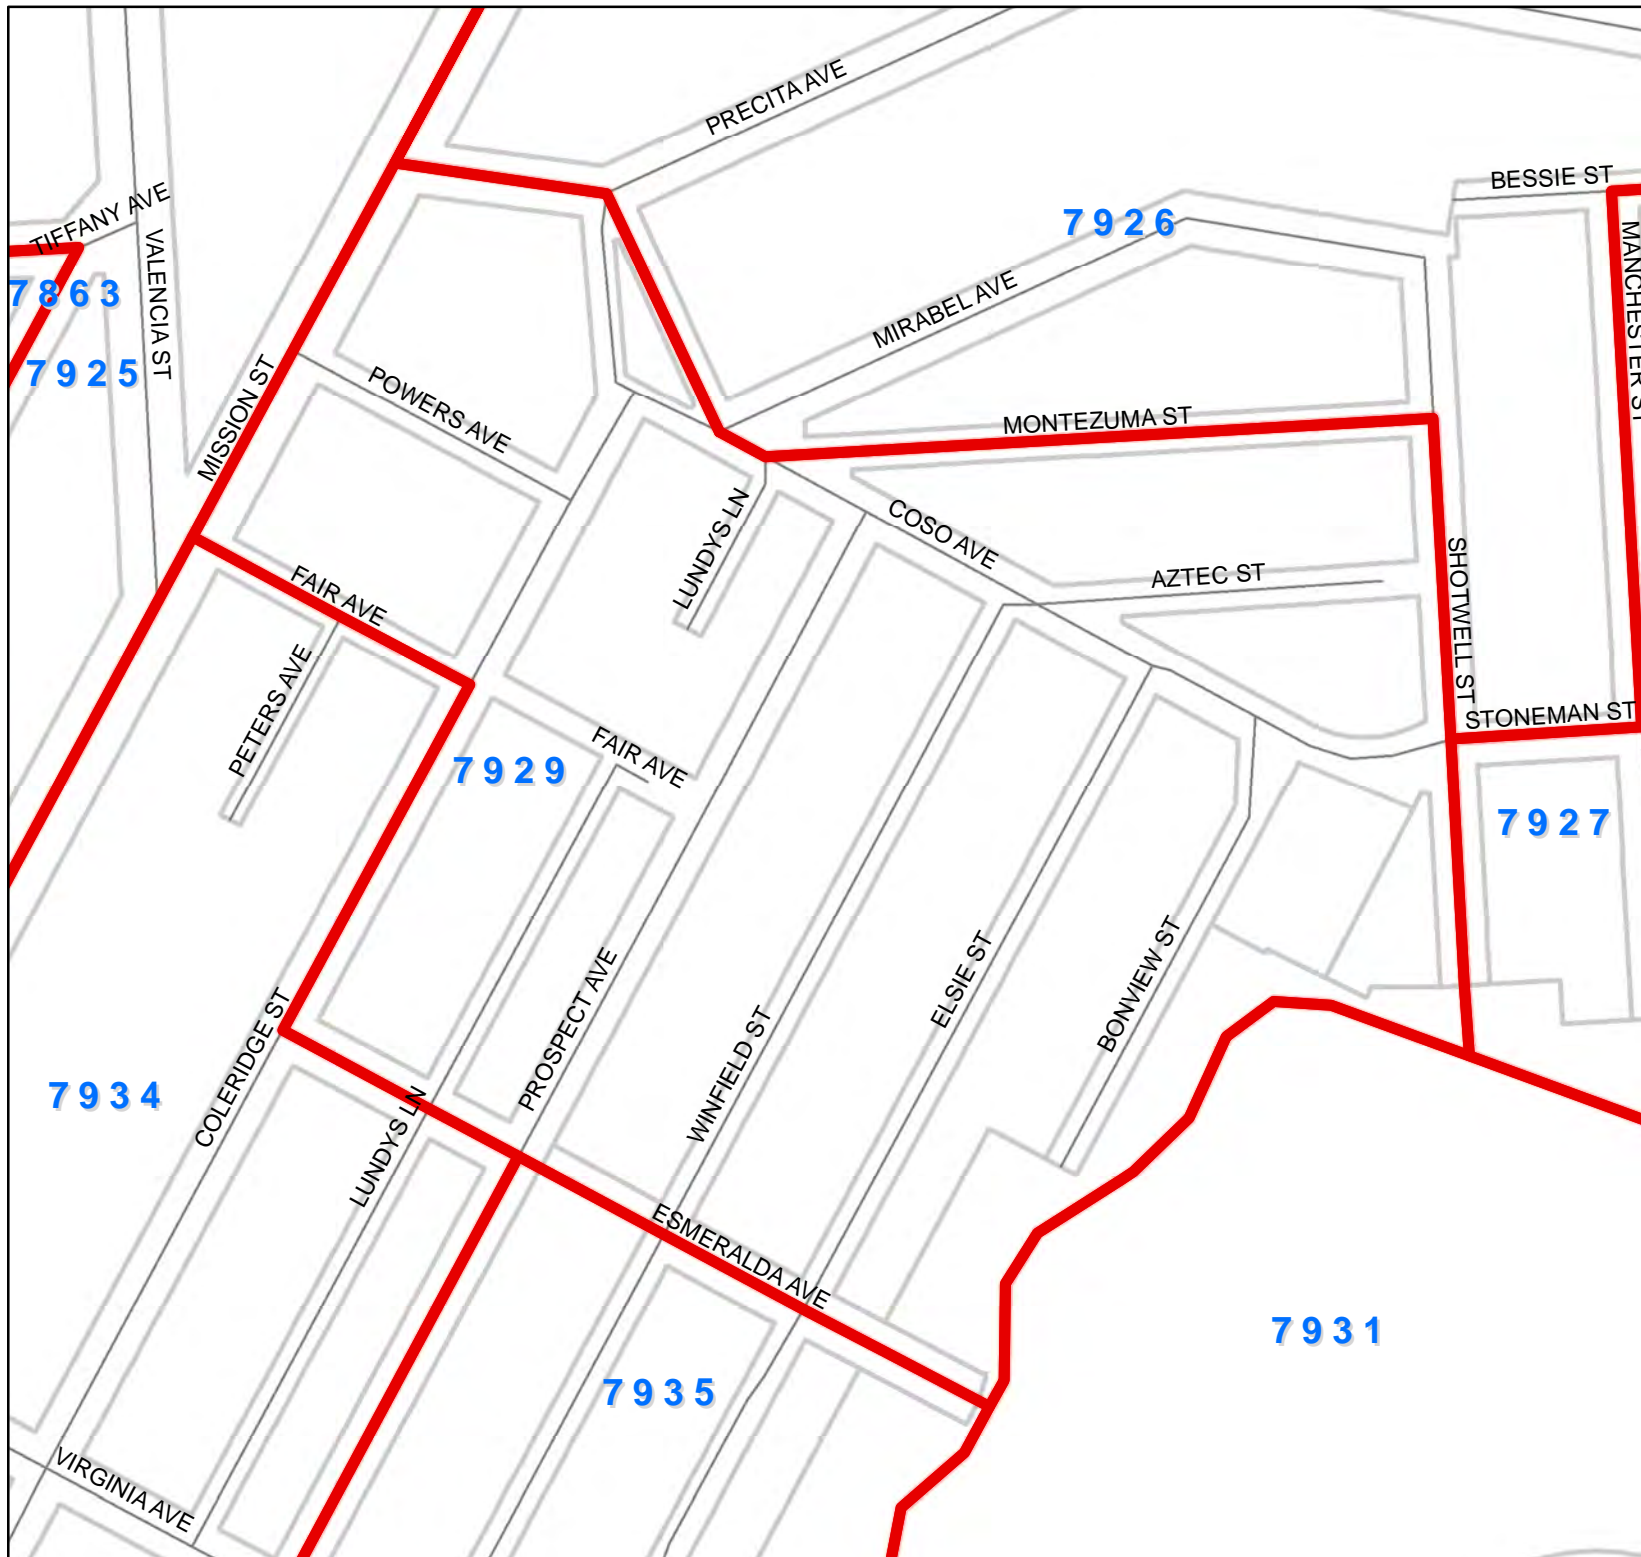 PRECITA AVE
BESSIE ST
TIFFANY AVE
7926
MANCHESTER ST
VALENCIA ST
7863
MIRABEL AVE
7925
MISSION ST
POWERS AVE
MONTEZUMA ST
LUNDYS LN
COSO AVE
AZTEC ST
SHOTWELL ST
FAIR AVE
PETERS AVE
STONEMAN ST
FAIR AVE
7929
7927
PROSPECT AVE
ELSIE ST
BONVIEW ST
COLERIDGE ST
WINFIELD ST
7934
LUNDYS LN
ESMERALDA AVE
7931
7935
VIRGINIA AVE